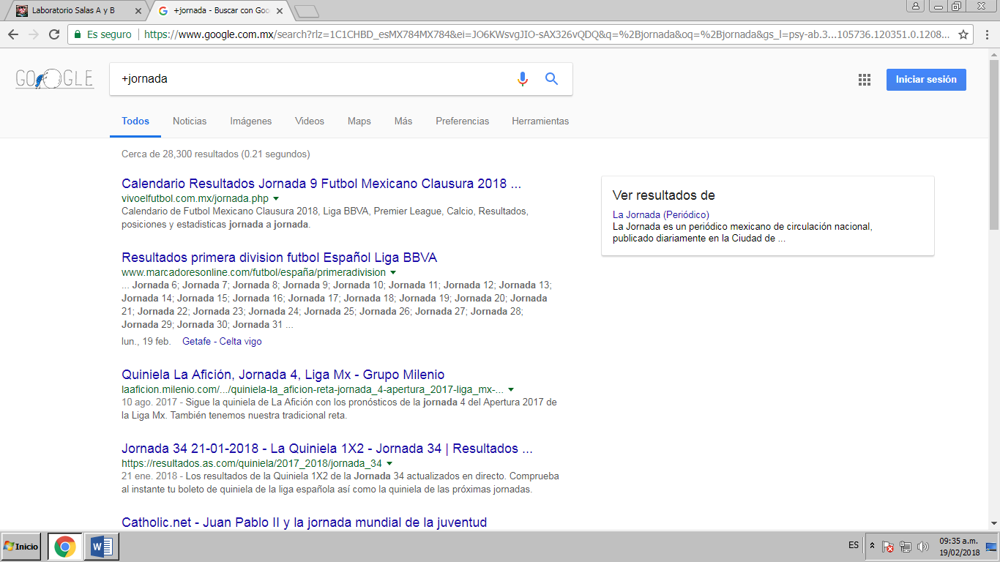 Laboratorio Salas A y B
+jornada - Buscar con Goo
Es seguro
https://www.google.com.mx/search?rlz=1C1CHBD_esMX784MX784&ei=JO6KWsvgJIO-sAX326vQDQ&q=%2Bjornada&oq=%2Bjornada&gs_l=psy-ab.3...105736.120351.0.1208...
GOOGLE
+jornada
Iniciar sesión
Todos Noticias Imágenes Videos Maps Más Preferencias Herramientas
Cerca de 28,300 resultados (0.21 segundos)
Calendario Resultados Jornada 9 Futbol Mexicano Clausura 2018 ...
vivoelfutbol.com.mx/jornada.php
Calendario de Futbol Mexicano Clausura 2018, Liga BBVA, Premier League, Calcio, Resultados,
posiciones y estadisticas jornada a jornada.
Resultados primera division futbol Español Liga BBVA
www.marcadoresonline.com/futbol/españa/primeradivision
... Jornada 6; Jornada 7; Jornada 8; Jornada 9; Jornada 10; Jornada 11; Jornada 12; Jornada 13;
Jornada 14; Jornada 15; Jornada 16; Jornada 17; Jornada 18; Jornada 19; Jornada 20; Jornada
21; Jornada 22; Jornada 23; Jornada 24; Jornada 25; Jornada 26; Jornada 27; Jornada 28;
Jornada 29; Jornada 30; Jornada 31 ...
lun., 19 feb. Getafe - Celta vigo
Quiniela La Afición, Jornada 4, Liga Mx - Grupo Milenio
laaficion.milenio.com/.../quiniela-la_aficion-reta-jornada_4-apertura_2017-liga_mx-...
10 ago. 2017 - Sigue la quiniela de La Afición con los pronósticos de la jornada 4 del Apertura 2017 de
la Liga Mx. También tenemos nuestra tradicional reta.
Jornada 34 21-01-2018 - La Quiniela 1X2 - Jornada 34 | Resultados ...
https://resultados.as.com/quiniela/2017_2018/jornada_34
21 ene. 2018 - Los resultados de la Quiniela 1X2 de la Jornada 34 actualizados en directo. Comprueba
al instante tu boleto de quiniela de la liga española así como la quiniela de las próximas jornadas.
Catholic.net - Juan Pablo II y la jornada mundial de la juventud
Ver resultados de
La Jornada (Periódico)
La Jornada es un periódico mexicano de circulación nacional,
publicado diariamente en la Ciudad de ...
Inicio
ES
09:35 a.m.
19/02/2018